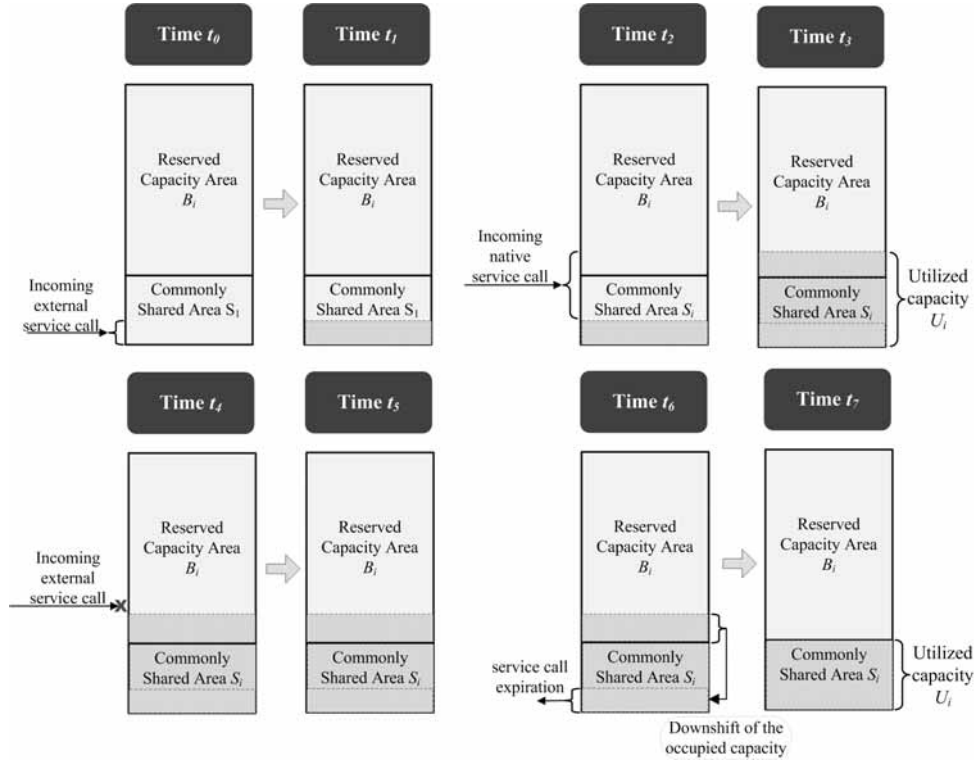 Time t0
Time t1
Time t2
Time t3
Reserved
Capacity Area
Bi
Reserved
Capacity Area
Bi
Reserved
Capacity Area
Bi
Reserved
Capacity Area
Bi
Incoming
external
service call
Commonly
Shared Area S1
Commonly
Shared Area S1
Incoming
native
service call
Commonly
Shared Area Si
Commonly
Shared Area Si
Utilized
capacity
Ui
Time t4
Time t5
Time t6
Time t7
Reserved
Capacity Area
Bi
Reserved
Capacity Area
Bi
Reserved
Capacity Area
Bi
Reserved
Capacity Area
Bi
Incoming
external
service call
Commonly
Shared Area Si
Commonly
Shared Area Si
service call
expiration
Commonly
Shared Area Si
Commonly
Shared Area Si
Utilized
capacity
Ui
Downshift of the
occupied capacity